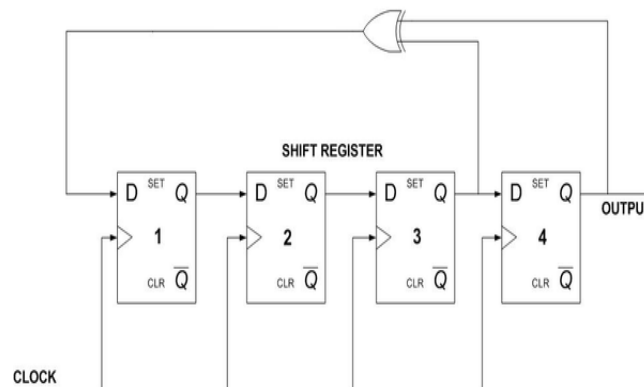 SHIFT REGISTER
D SET Q
D SET Q
D SET Q
D SET Q
OUTPU
1
2
3
4
CLR Q̅
CLR Q̅
CLR Q̅
CLR Q̅
CLOCK